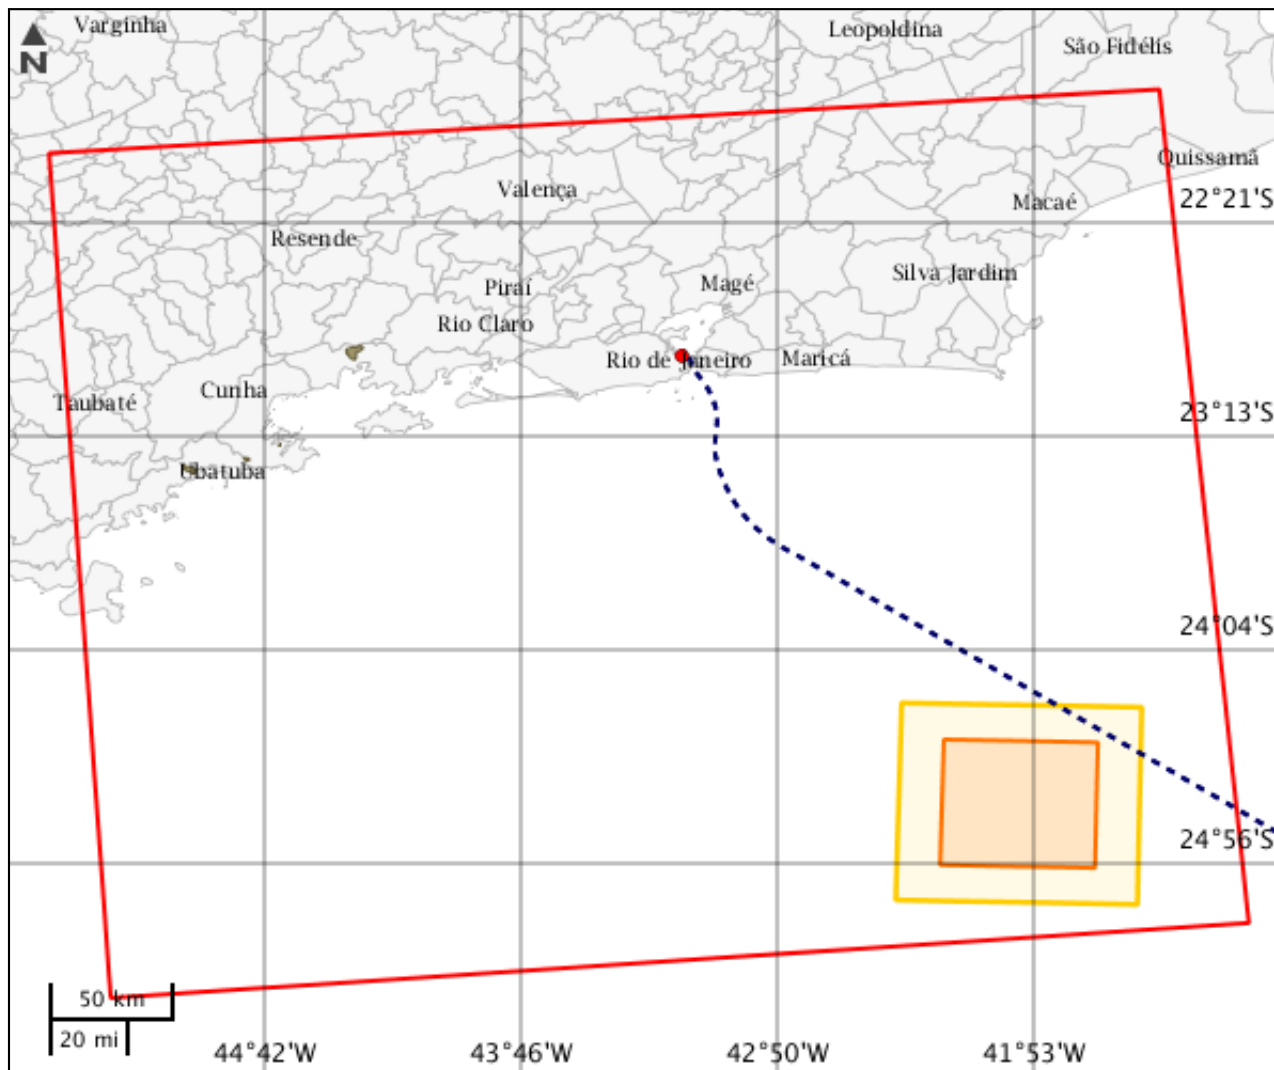 Varginha
Leopoldina
São Fidélis
N
Quissamã
Valença
22°21'S
Macaé
Resende
Silva Jardim
Magé
Piraí
Rio Claro
Rio de Janeiro
Maricá
Cunha
Taubaté
23°13'S
Ubatuba
24°04'S
24°56'S
50 km
20 mi
44°42'W
43°46'W
42°50'W
41°53'W